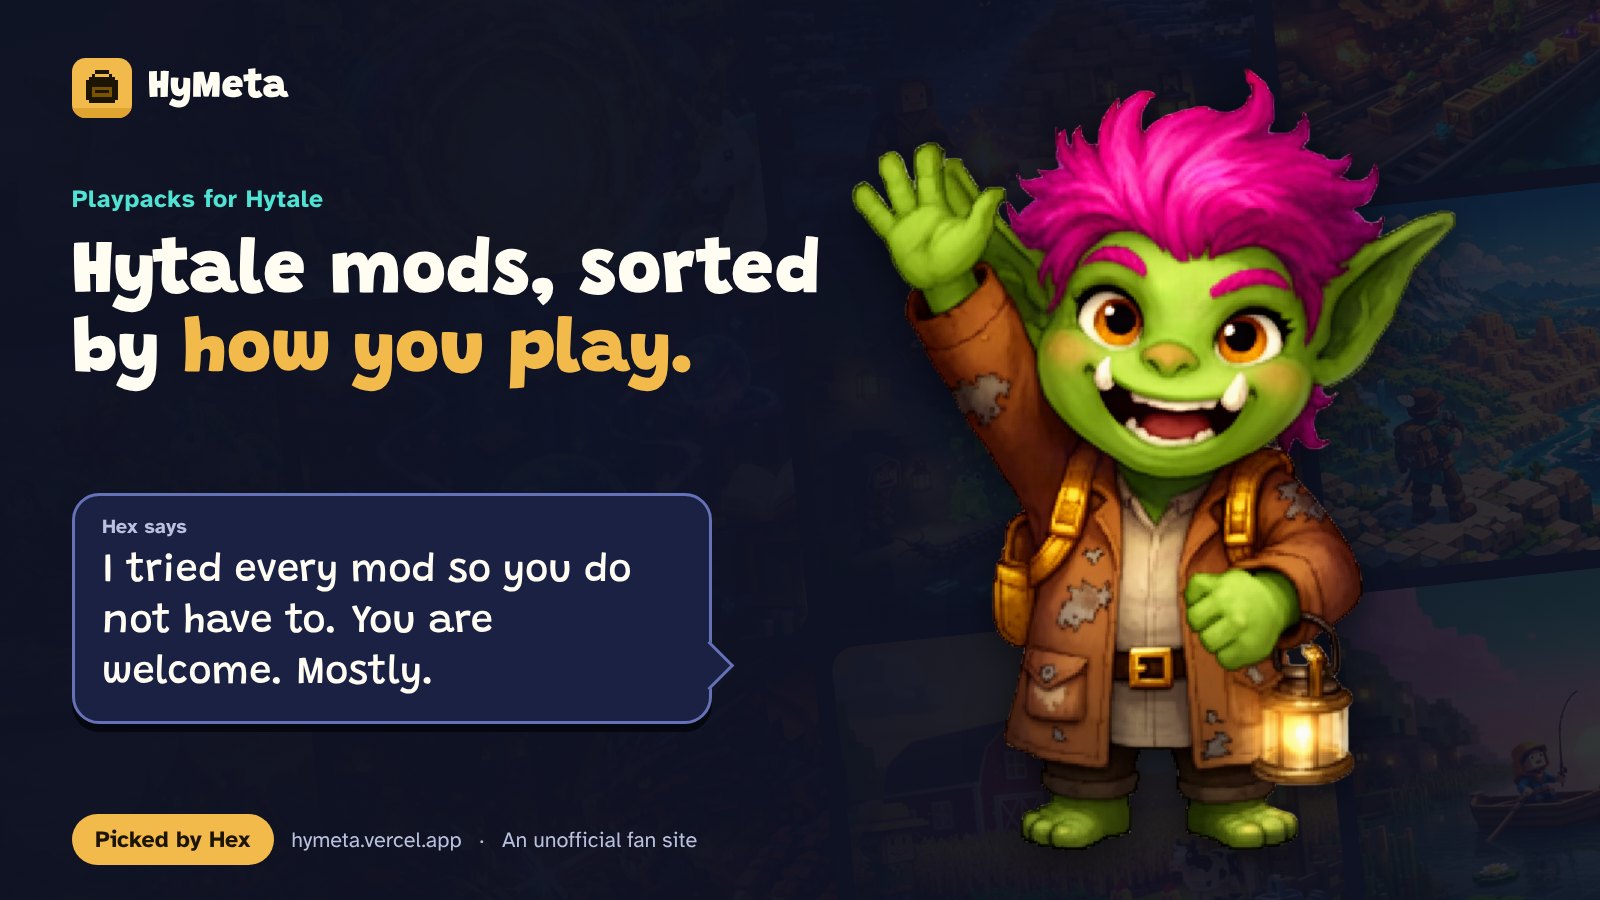 HyMeta
Playpacks for Hytale
Hytale mods, sorted
by how you play.
Hex says
I tried every mod so you do
not have to. You are
welcome. Mostly.
Picked by Hex
hymeta.vercel.app · An unofficial fan site